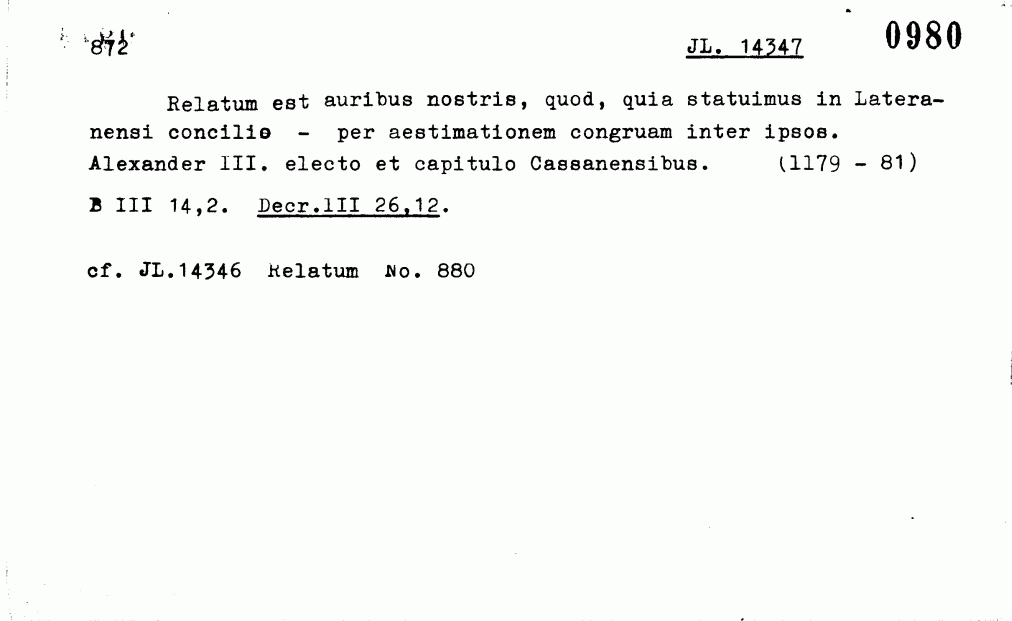 872 JL. 14347 0980
Relatum est auribus nostris, quod, quia statuimus in Latera-
nensi concilio - per aestimationem congruam inter ipsos.
Alexander III. electo et capitulo Cassanensibus. (1179 - 81)
B III 14,2. Decr.III 26,12.
cf. JL.14346 Relatum No. 880